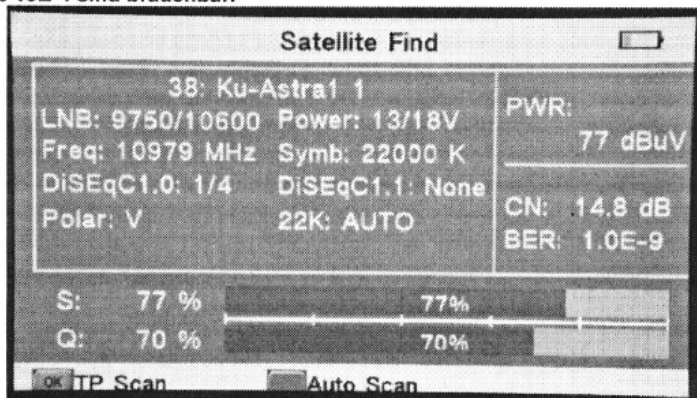 sind brauchbar.
Satellite Find
38: Ku-Astra1 1
LNB: 9750/10600 Power: 13/18V
Freq: 10979 MHz Symb: 22000 K
DiSEqC1.0: 1/4 DiSEqC1.1: None
Polar: V 22K: AUTO
PWR:
77 dBuV
CN: 14.8 dB
BER: 1.0E-9
S: 77 % 77%
Q: 70 % 70%
OK TP Scan Auto Scan